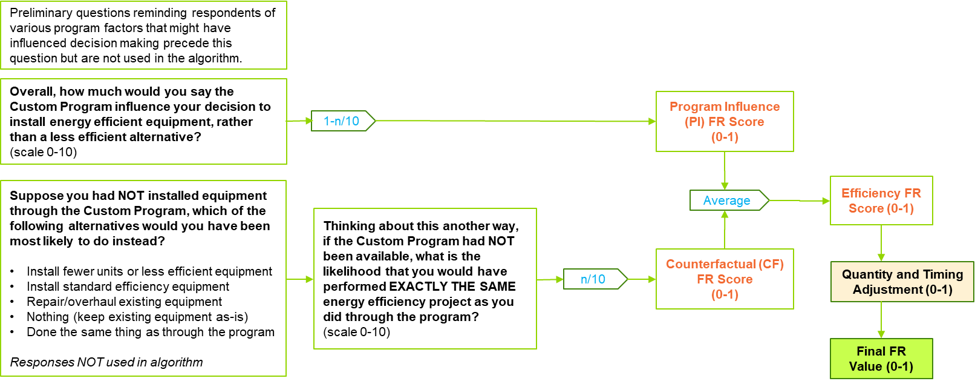 Preliminary questions reminding respondents of
various program factors that might have
influenced decision making precede this
question but are not used in the algorithm.
Overall, how much would you say the
Custom Program influence your decision to
install energy efficient equipment, rather
than a less efficient alternative?
(scale 0-10)
1-n/10
Program Influence
(PI) FR Score
(0-1)
Suppose you had NOT installed equipment
through the Custom Program, which of the
following alternatives would you have been
most likely to do instead?
• Install fewer units or less efficient equipment
• Install standard efficiency equipment
• Repair/overhaul existing equipment
• Nothing (keep existing equipment as-is)
• Done the same thing as through the program
Responses NOT used in algorithm
Thinking about this another way,
if the Custom Program had NOT
been available, what is the
likelihood that you would have
performed EXACTLY THE SAME
energy efficiency project as you
did through the program?
(scale 0-10)
n/10
Counterfactual (CF)
FR Score
(0-1)
Average
Efficiency FR
Score (0-1)
Quantity and Timing
Adjustment (0-1)
Final FR
Value (0-1)